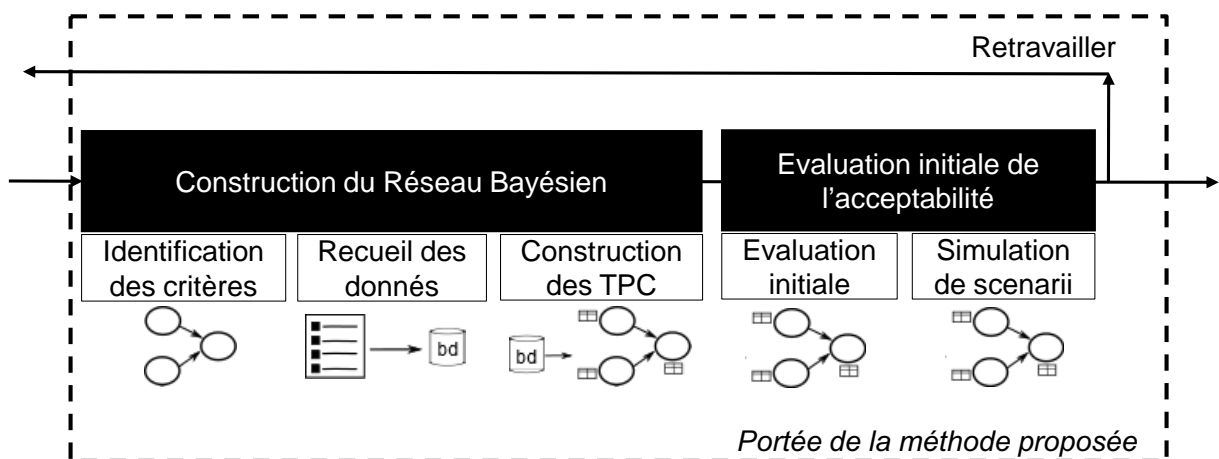 Retravailler
Construction du Réseau Bayésien
Evaluation initiale de
l'acceptabilité
Identification
des critères
Recueil des
donnés
Construction
des TPC
Evaluation
initiale
Simulation
de scenarii
bd
bd
Portée de la méthode proposée